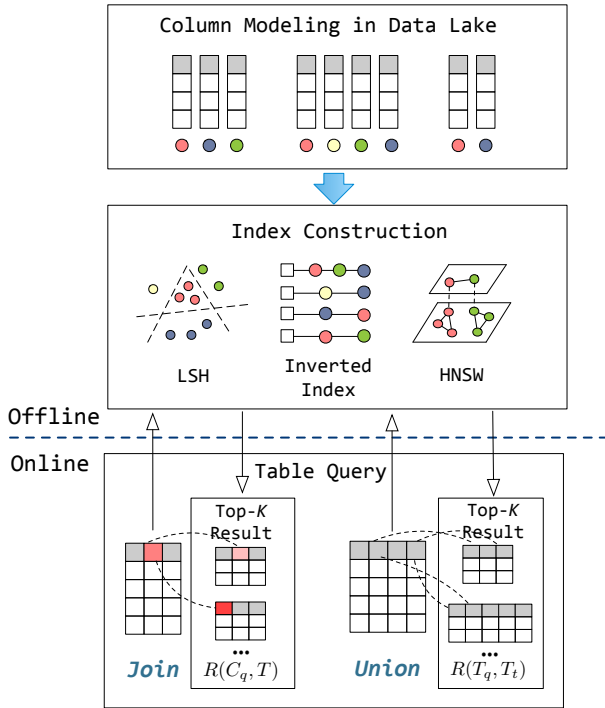 Column Modeling in Data Lake
Index Construction
LSH
Inverted
Index
HNSW
Offline
Online
Table Query
Top-K
Result
...
R(C_q, T)
Join
Top-K
Result
...
R(T_q, T_t)
Union